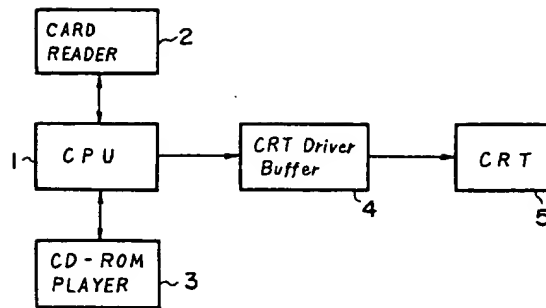 CARD
READER
2
1
CPU
CRT Driver
Buffer
4
CRT
5
CD-ROM
PLAYER
3